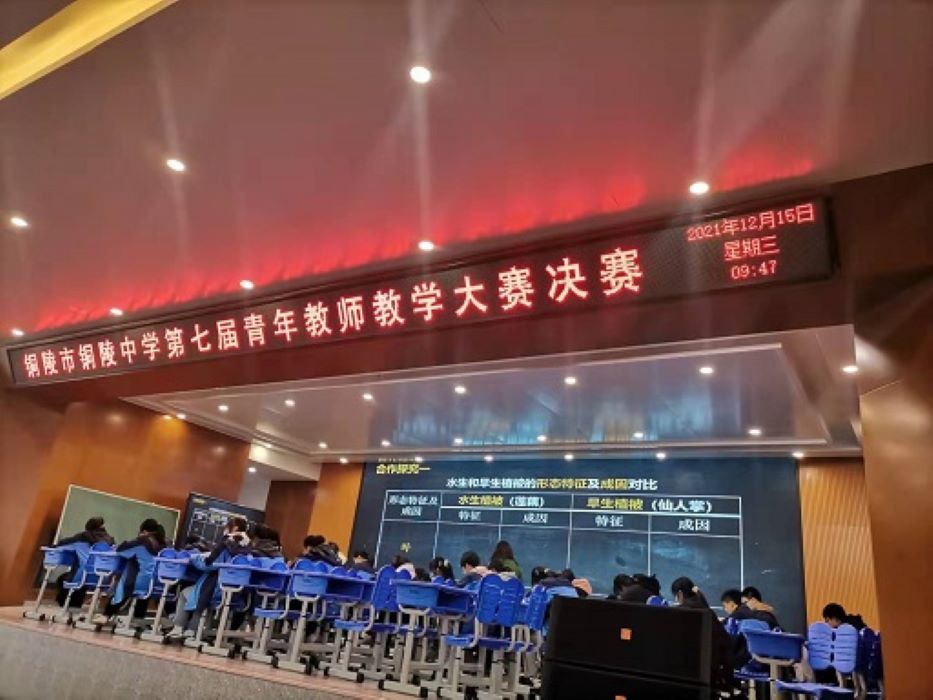 2021年12月15日
星期三
09:47
铜陵市铜陵中学第七届青年教师教学大赛决赛
合作探究一
水生和旱生植被的形态特征及成因对比
形态特征及成因
水生植被（莲藕）
旱生植被（仙人掌）
特征
成因
特征
成因
叶